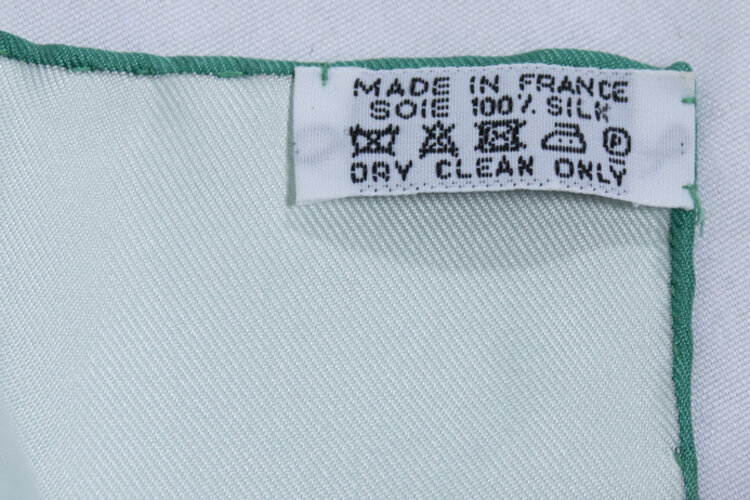 MADE IN FRANCE
SOIE 100% SILK
P
DRY CLEAN ONLY